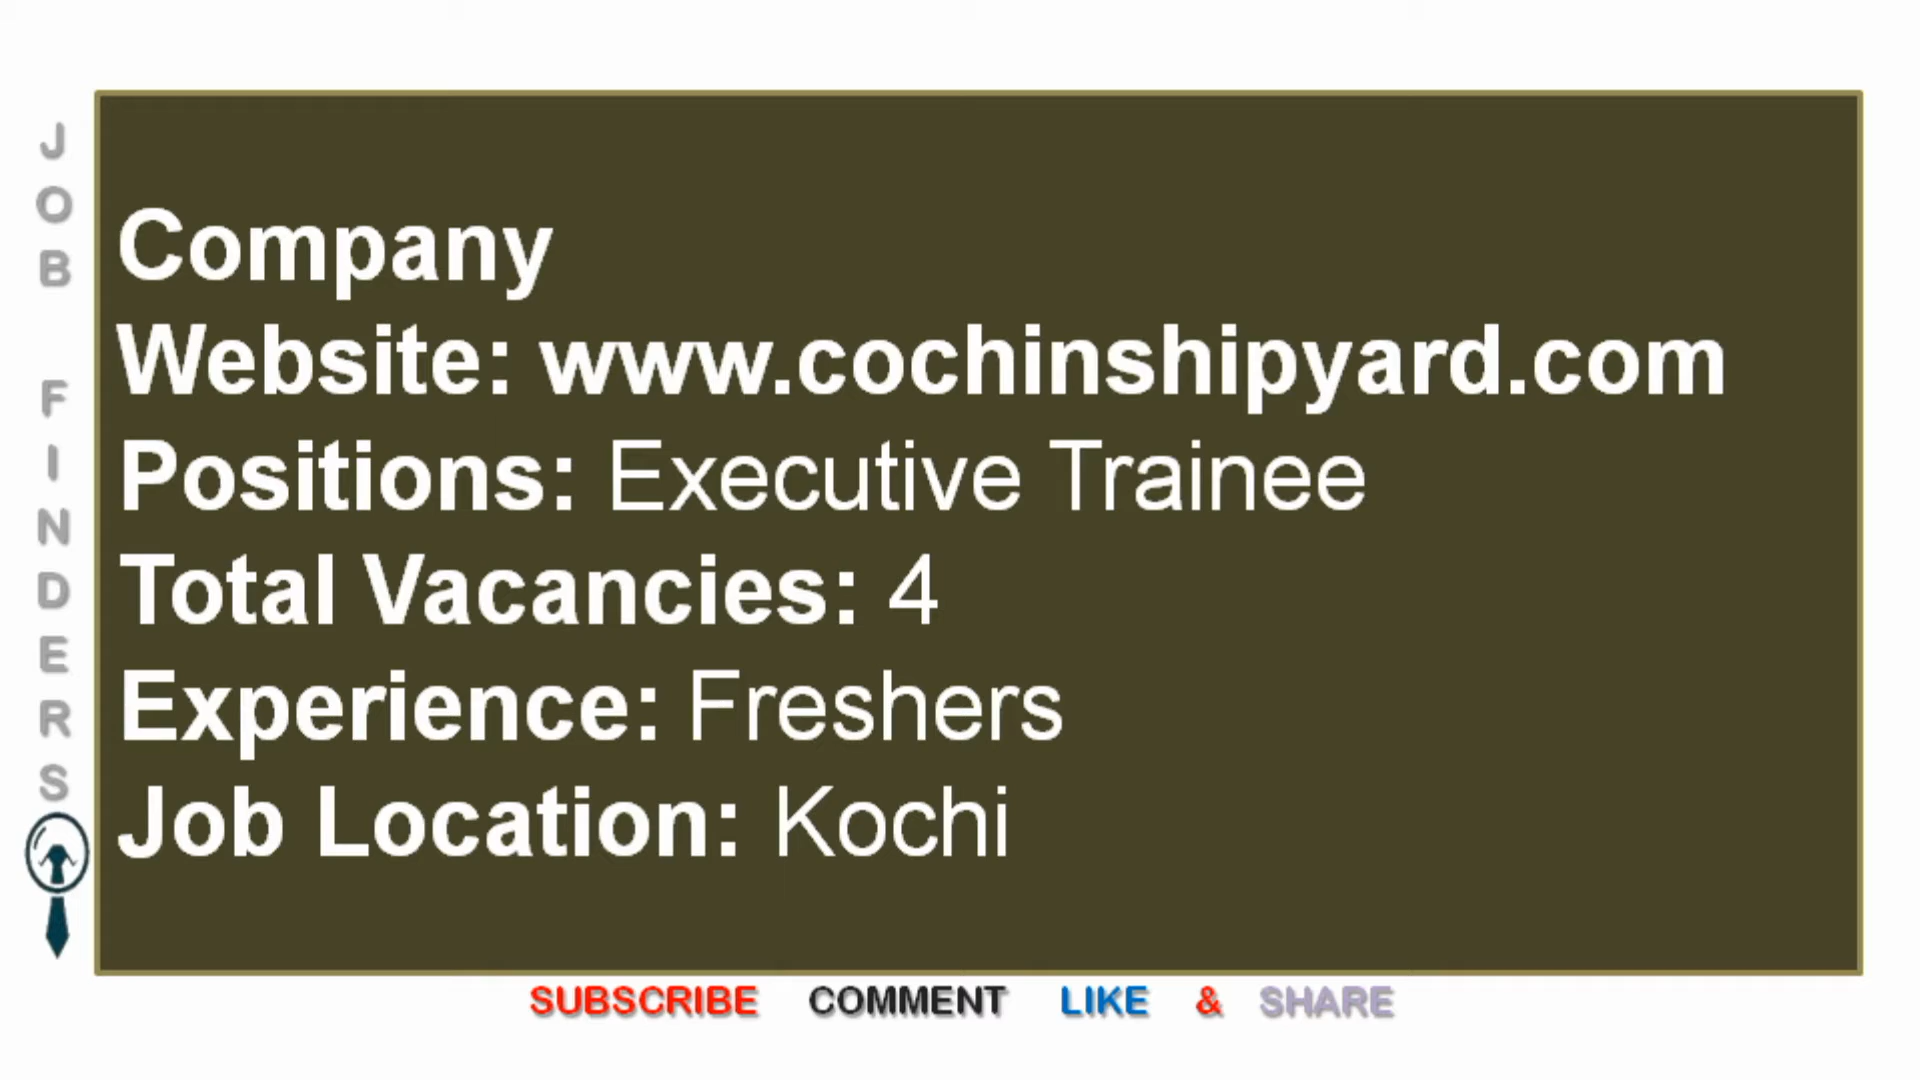 JOB FINDERS
Company
Website: www.cochinshipyard.com
Positions: Executive Trainee
Total Vacancies: 4
Experience: Freshers
Job Location: Kochi
SUBSCRIBE COMMENT LIKE & SHARE